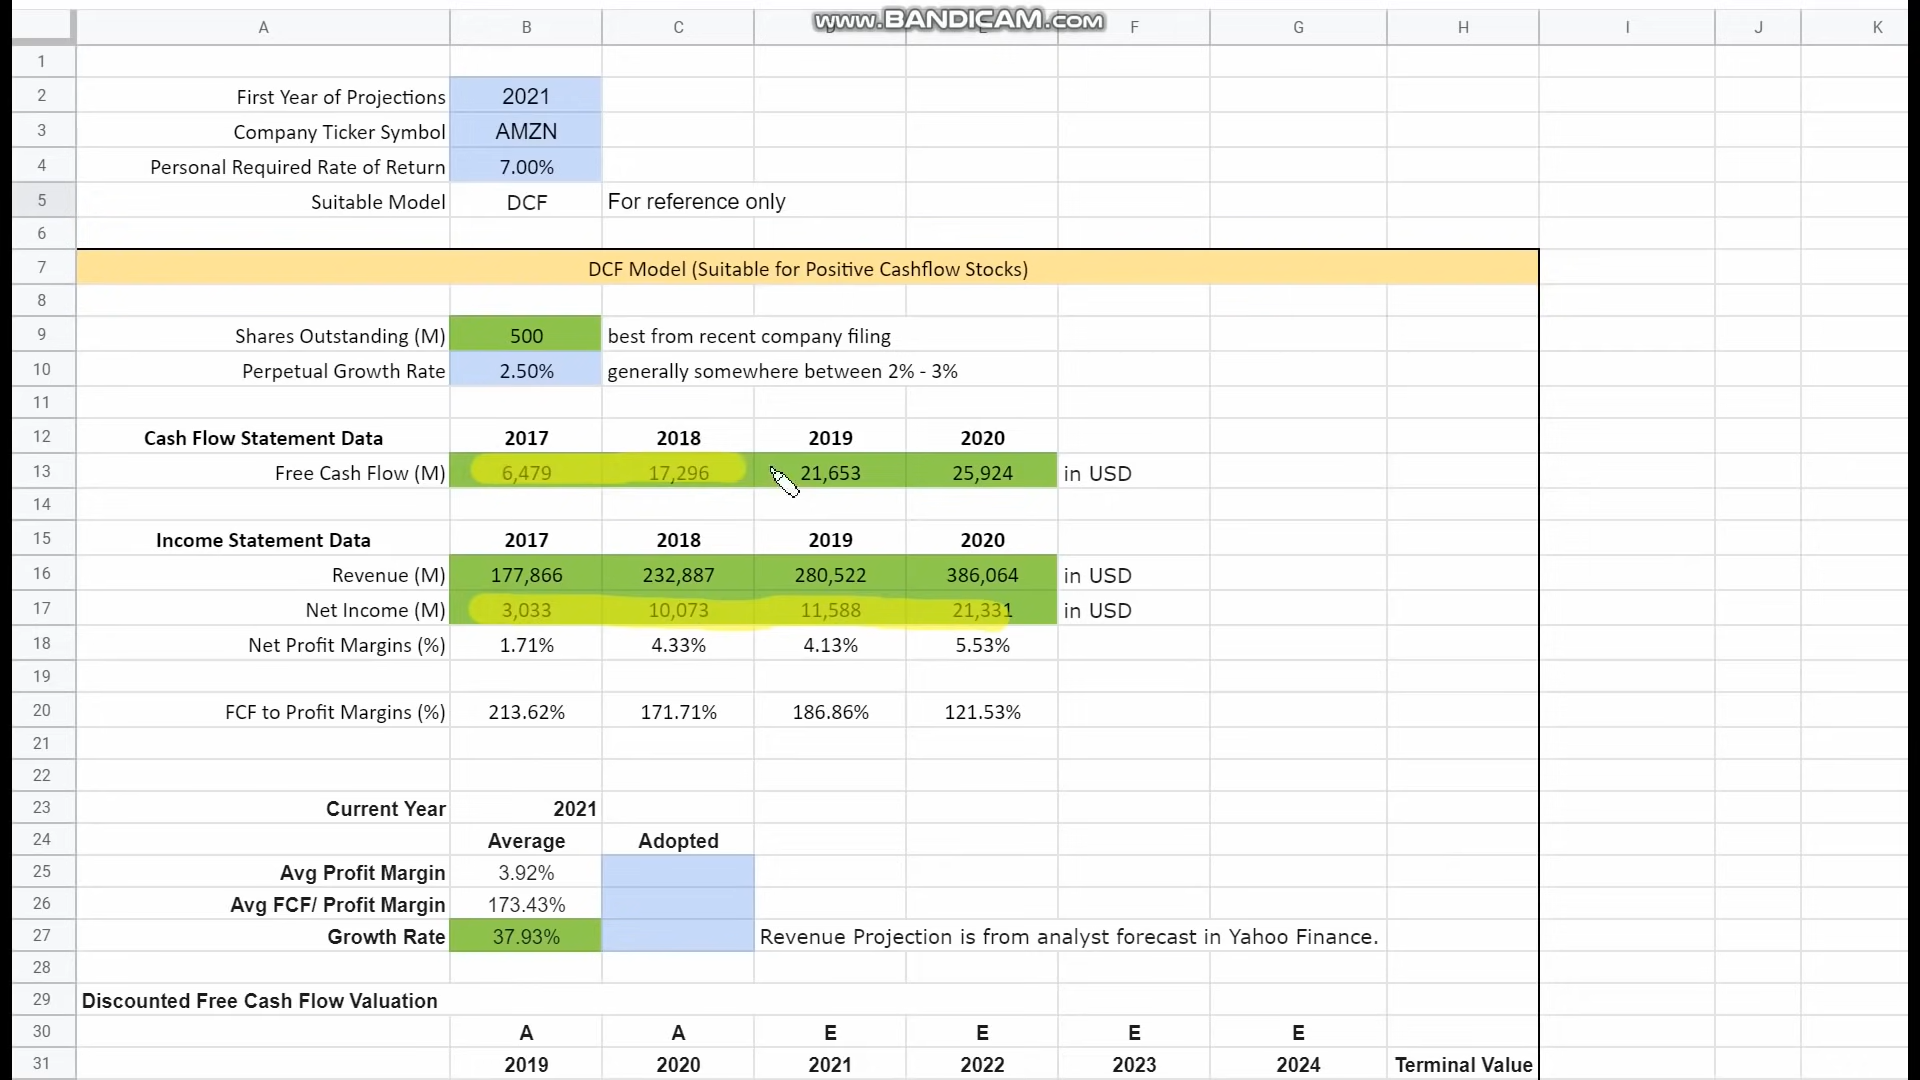 www.BANDICAM.com
A B C D E F G H I J K
1
2 First Year of Projections 2021
3 Company Ticker Symbol AMZN
4 Personal Required Rate of Return 7.00%
5 Suitable Model DCF For reference only
6
7 DCF Model (Suitable for Positive Cashflow Stocks)
8
9 Shares Outstanding (M) 500 best from recent company filing
10 Perpetual Growth Rate 2.50% generally somewhere between 2% - 3%
11
12 Cash Flow Statement Data 2017 2018 2019 2020
13 Free Cash Flow (M) 6,479 17,296 21,653 25,924 in USD
14
15 Income Statement Data 2017 2018 2019 2020
16 Revenue (M) 177,866 232,887 280,522 386,064 in USD
17 Net Income (M) 3,033 10,073 11,588 21,331 in USD
18 Net Profit Margins (%) 1.71% 4.33% 4.13% 5.53%
19
20 FCF to Profit Margins (%) 213.62% 171.71% 186.86% 121.53%
21
22
23 Current Year 2021
24 Average Adopted
25 Avg Profit Margin 3.92%
26 Avg FCF/ Profit Margin 173.43%
27 Growth Rate 37.93% Revenue Projection is from analyst forecast in Yahoo Finance.
28
29 Discounted Free Cash Flow Valuation
30 A A E E E E
31 2019 2020 2021 2022 2023 2024 Terminal Value